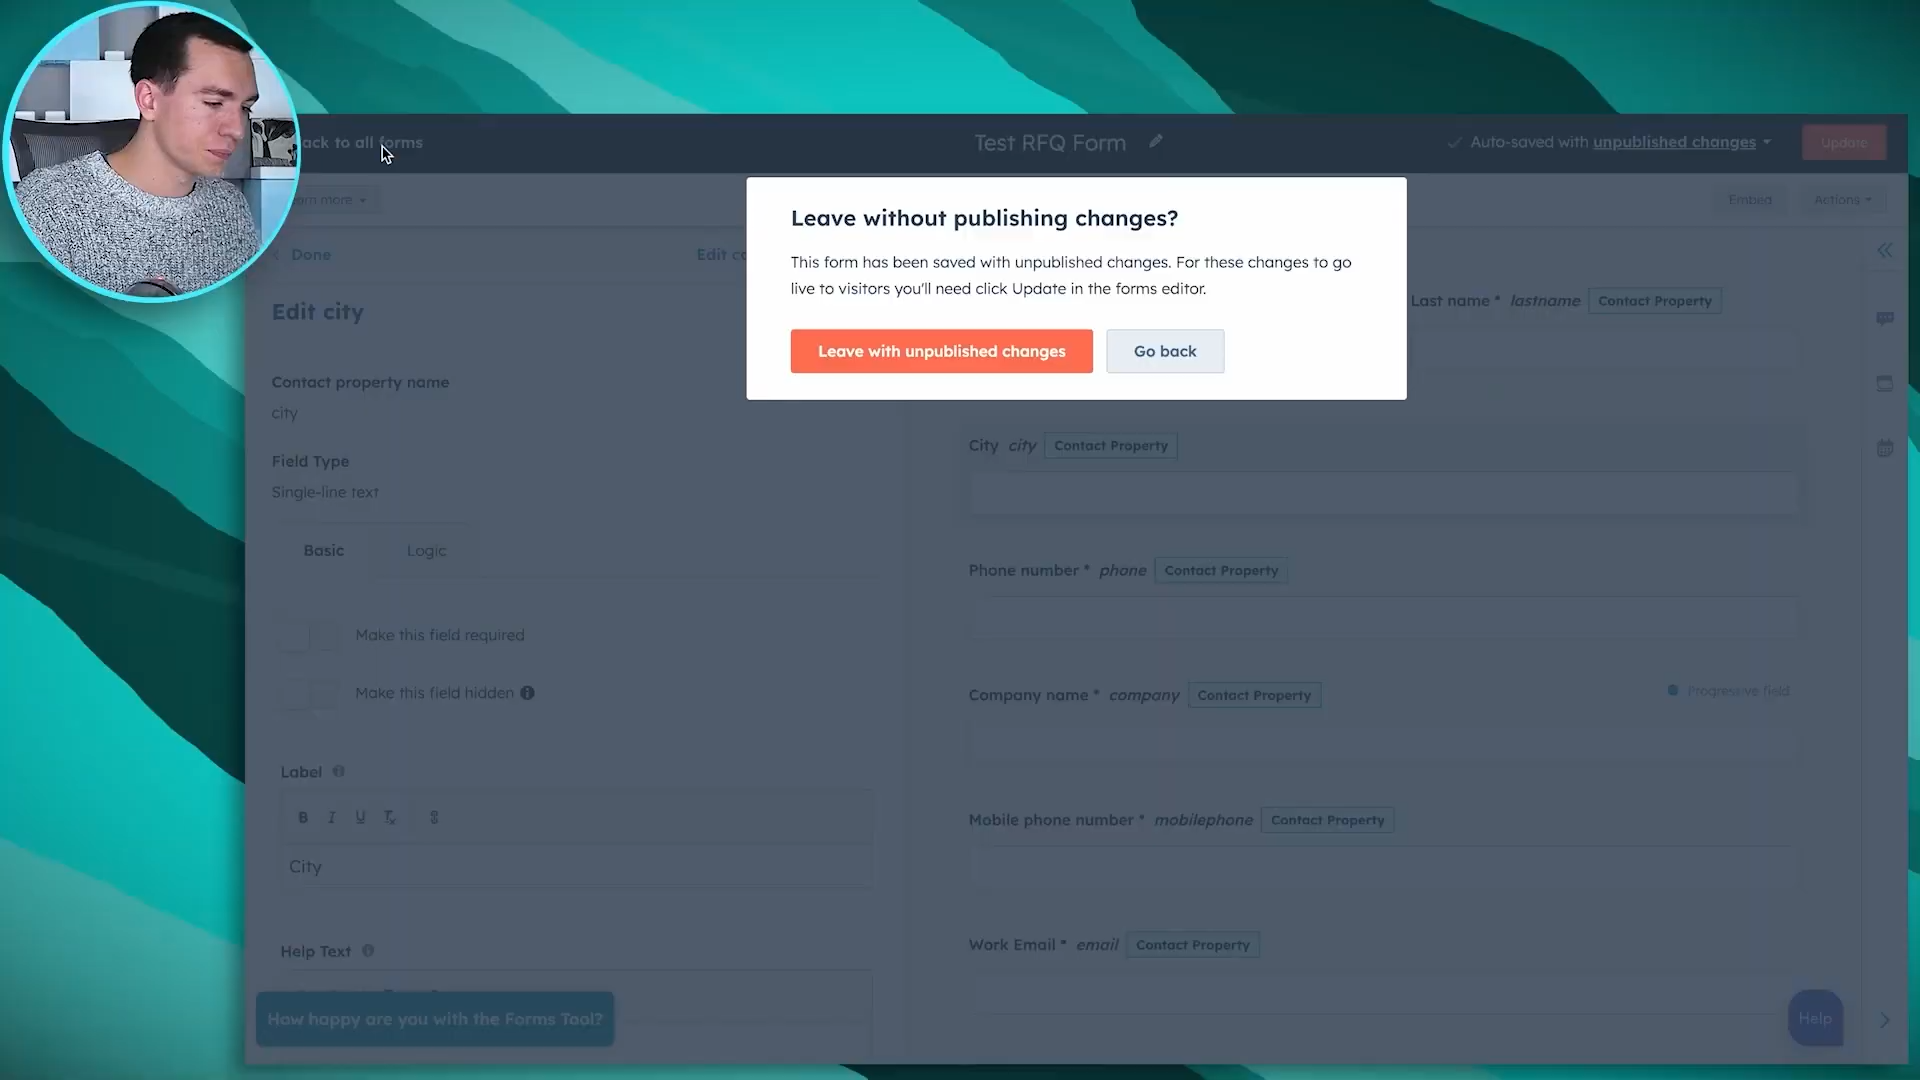 ack to all forms
Test RFQ Form
Auto-saved with unpublished changes
Update
earn more
Embed
Actions
Leave without publishing changes?
This form has been saved with unpublished changes. For these changes to go
live to visitors you'll need click Update in the forms editor.
Leave with unpublished changes
Go back
Done
Edit co
Edit city
Contact property name
city
Field Type
Single-line text
Basic
Logic
Make this field required
Make this field hidden
Label
B I U Tx
City
Help Text
How happy are you with the Forms Tool?
Last name * lastname Contact Property
City city Contact Property
Phone number * phone Contact Property
Company name * company Contact Property
Progressive field
Mobile phone number * mobilephone Contact Property
Work Email * email Contact Property
Help